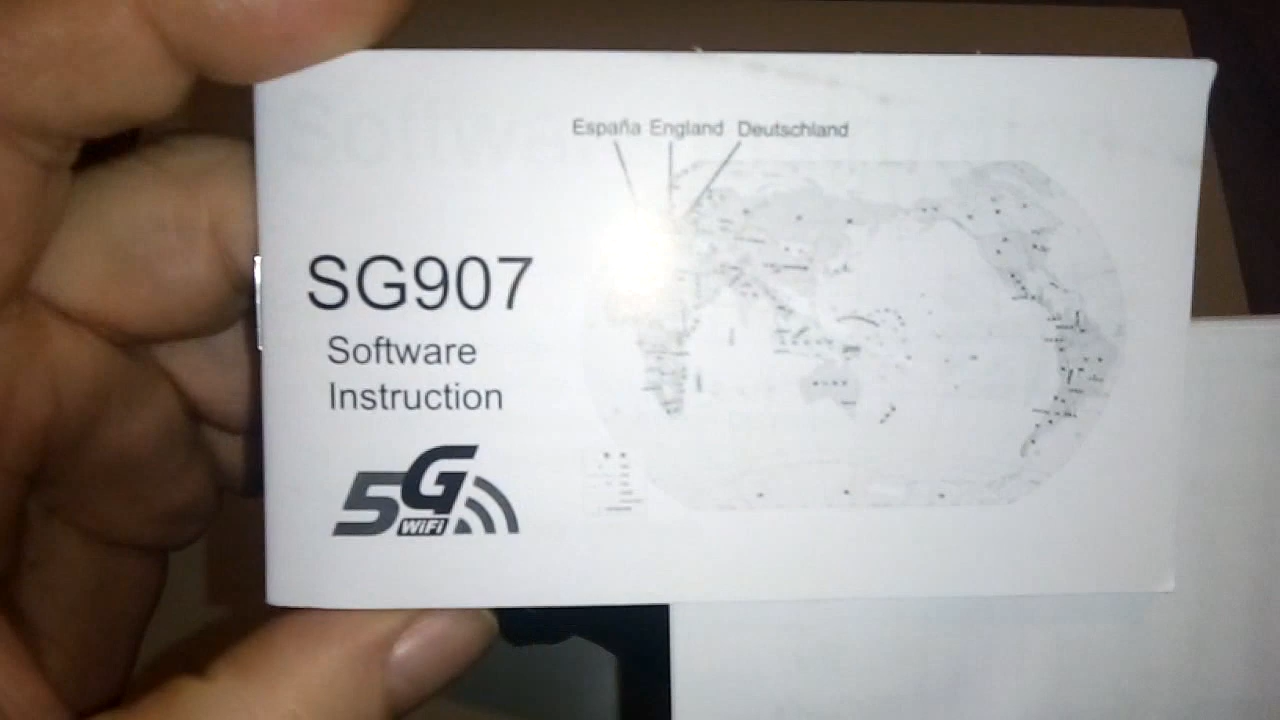 España England Deutschland
SG907
Software
Instruction
5G
WiFi